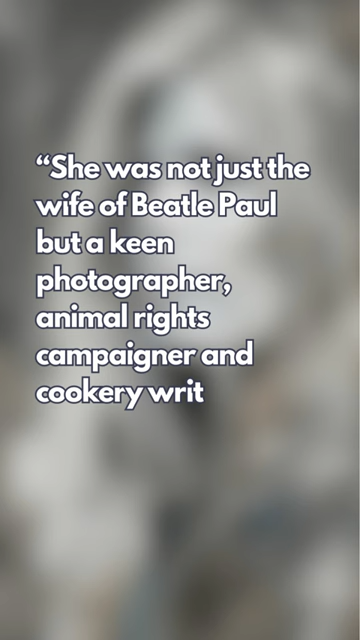 “She was not just the
wife of Beatle Paul
but a keen
photographer,
animal rights
campaigner and
cookery writ